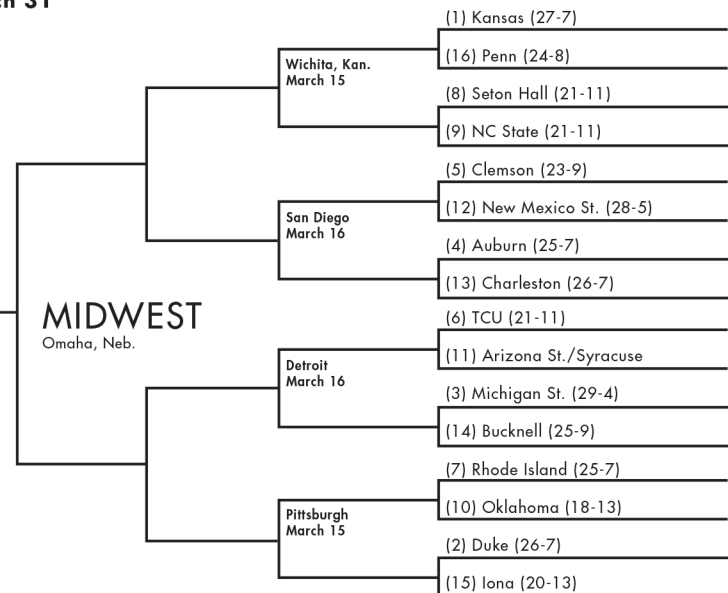 31
(1) Kansas (27-7)
Wichita, Kan.
March 15
(16) Penn (24-8)
(8) Seton Hall (21-11)
(9) NC State (21-11)
(5) Clemson (23-9)
San Diego
March 16
(12) New Mexico St. (28-5)
(4) Auburn (25-7)
(13) Charleston (26-7)
MIDWEST
Omaha, Neb.
(6) TCU (21-11)
Detroit
March 16
(11) Arizona St./Syracuse
(3) Michigan St. (29-4)
(14) Bucknell (25-9)
(7) Rhode Island (25-7)
Pittsburgh
March 15
(10) Oklahoma (18-13)
(2) Duke (26-7)
(15) Iona (20-13)